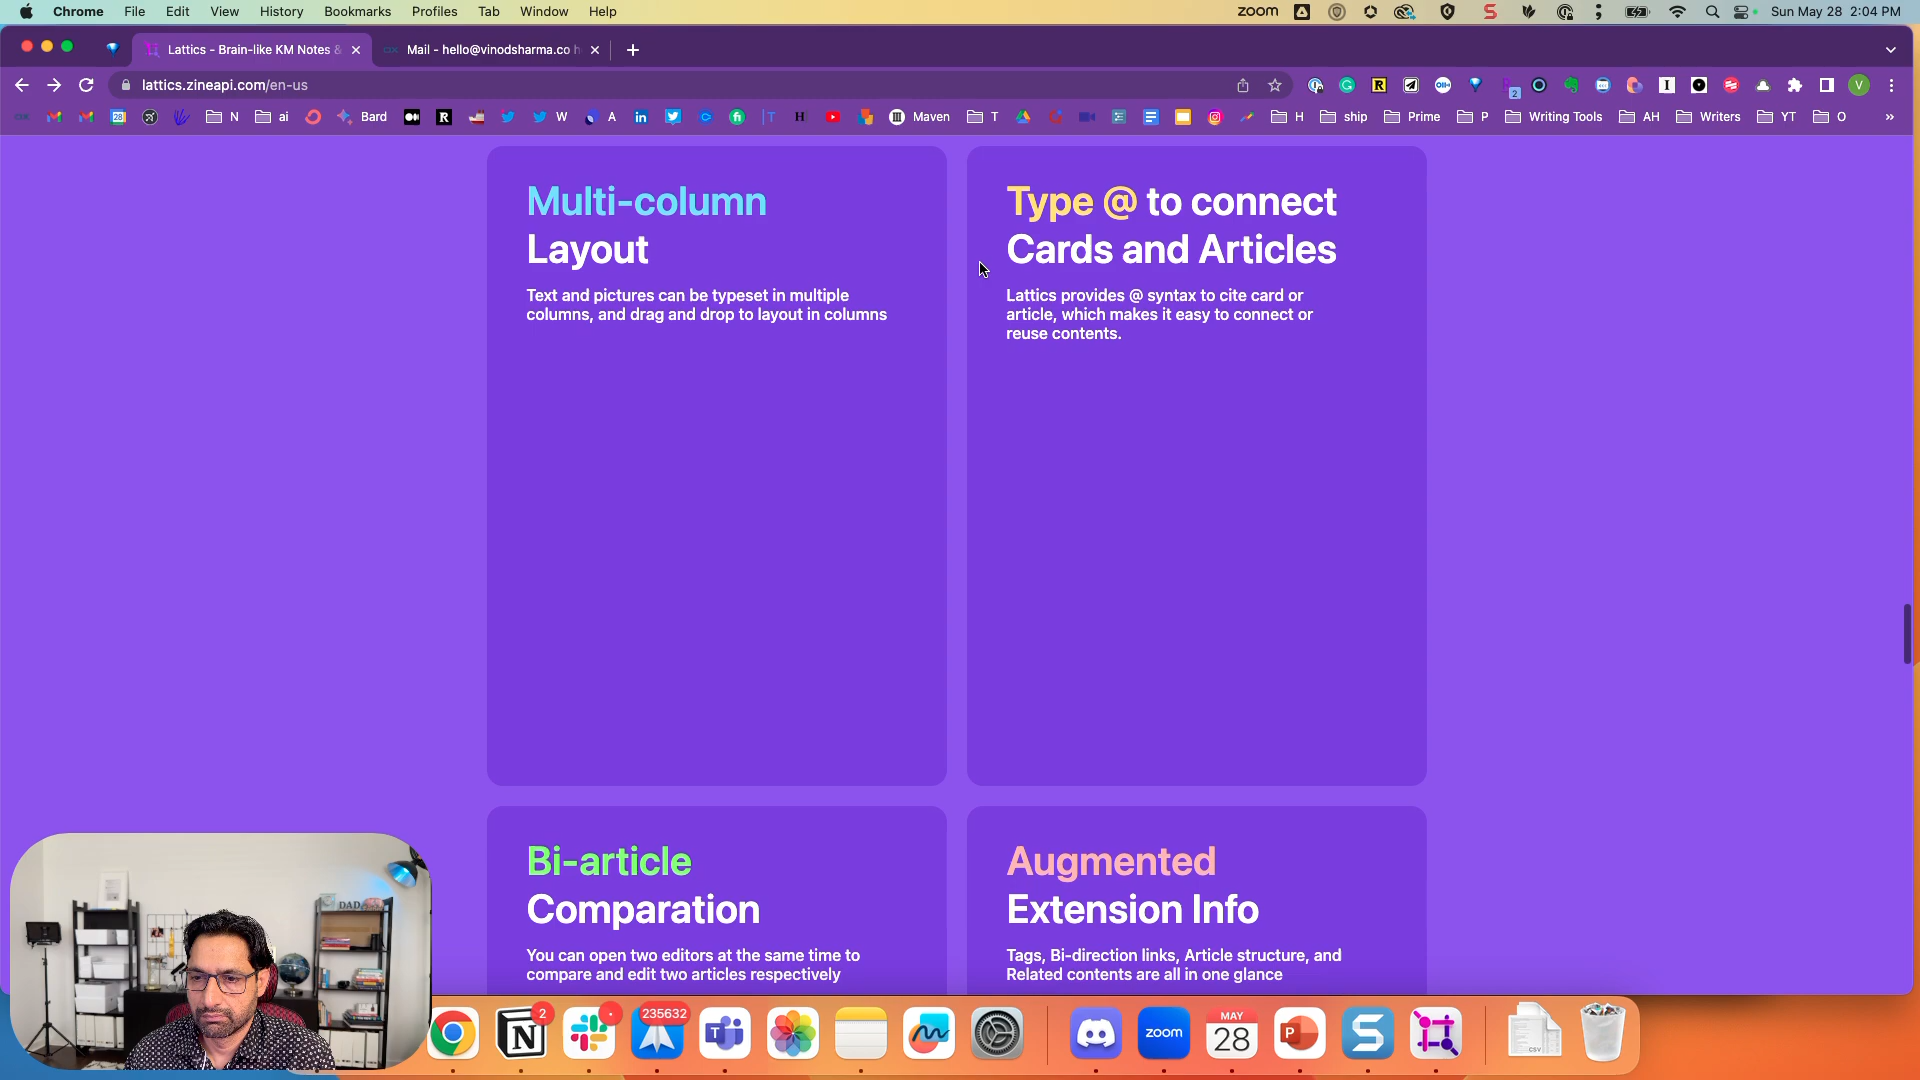 Chrome File Edit View History Bookmarks Profiles Tab Window Help zoom Sun May 28 2:04 PM
Lattics - Brain-like KM Notes & Mail - hello@vinodsharma.co h
lattics.zineapi.com/en-us 2 V
28 N ai Bard R W A in T H Maven T H ship Prime P Writing Tools AH Writers YT O »
Multi-column
Layout
Text and pictures can be typeset in multiple
columns, and drag and drop to layout in columns
Type @ to connect
Cards and Articles
Lattics provides @ syntax to cite card or
article, which makes it easy to connect or
reuse contents.
Bi-article
Comparation
You can open two editors at the same time to
compare and edit two articles respectively
Augmented
Extension Info
Tags, Bi-direction links, Article structure, and
Related contents are all in one glance
DAD
2 235632 zoom MAY 28 P S CSV